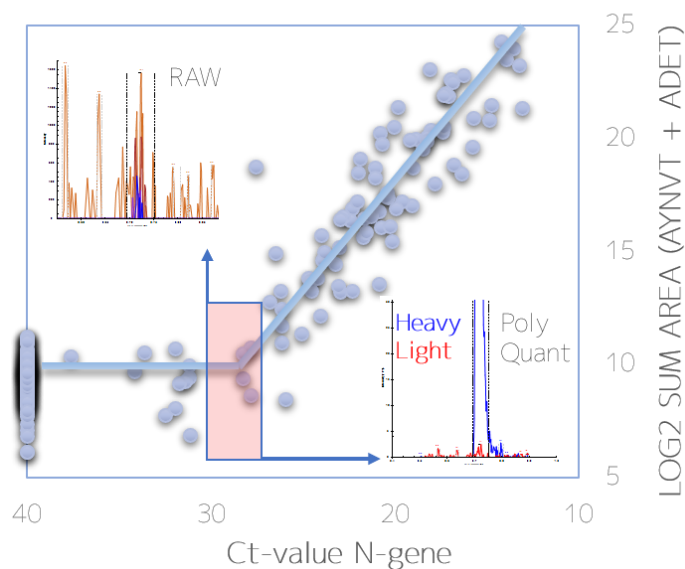 25
RAW
20
LOG2 SUM AREA (AYNVT + ADET)
15
Heavy
Light
Poly
Quant
10
5
40
30
20
10
Ct-value N-gene